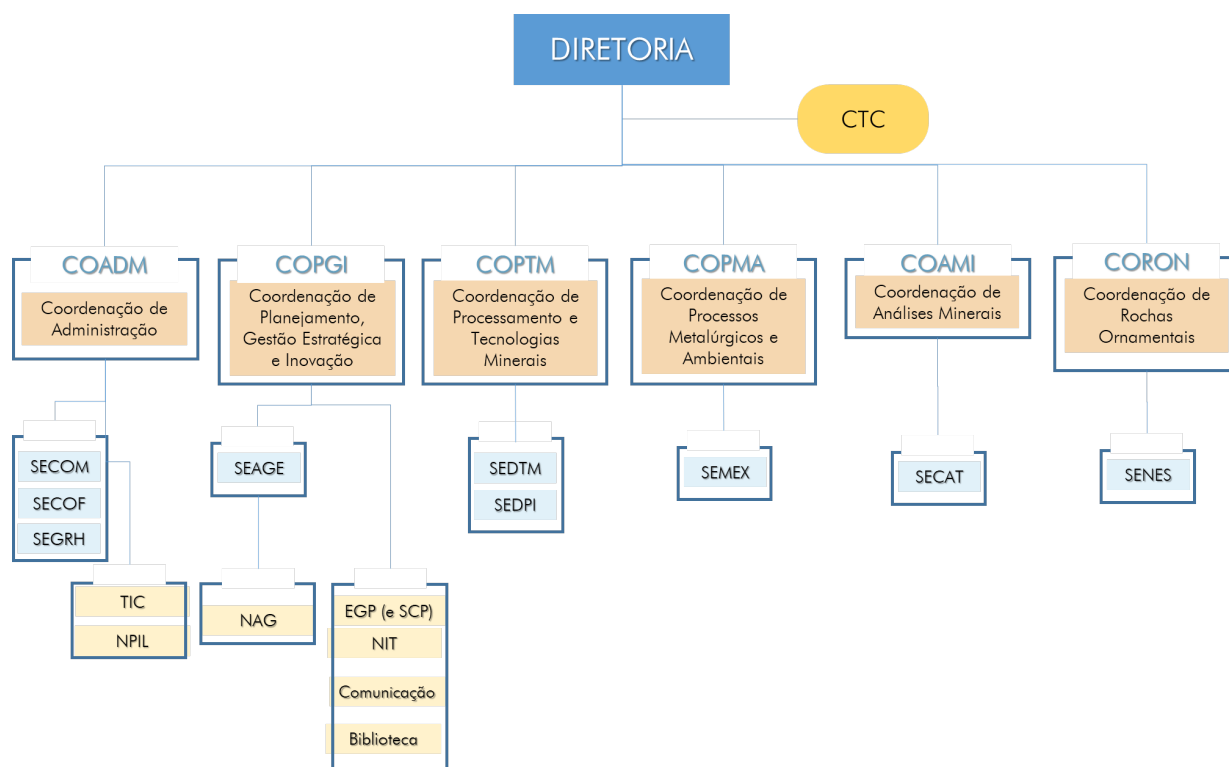 DIRETORIA
CTC
COADM
Coordenação de
Administração
COPGI
Coordenação de
Planejamento,
Gestão Estratégica
e Inovação
COPTM
Coordenação de
Processamento e
Tecnologias
Minerais
COPMA
Coordenação de
Processos
Metalúrgicos e
Ambientais
COAMI
Coordenação de
Análises Minerais
CORON
Coordenação de
Rochas
Ornamentais
SECOM
SECOF
SEGRH
TIC
NPIL
SEAGE
NAG
EGP (e SCP)
NIT
Comunicação
Biblioteca
SEDTM
SEDPI
SEMEX
SECAT
SENES